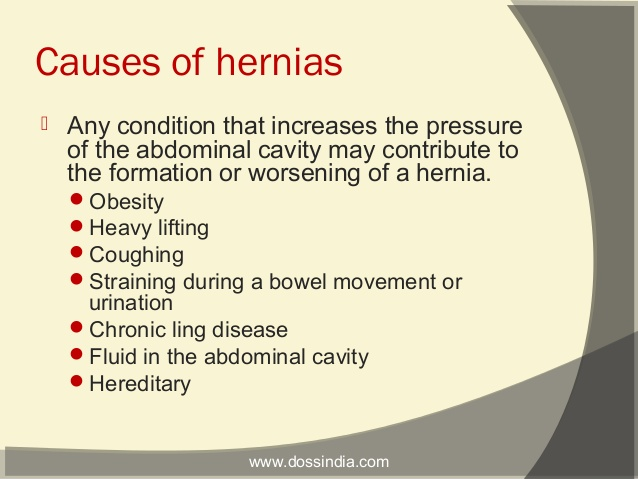 Causes of hernias
Any condition that increases the pressure
of the abdominal cavity may contribute to
the formation or worsening of a hernia.
Obesity
Heavy lifting
Coughing
Straining during a bowel movement or
urination
Chronic ling disease
Fluid in the abdominal cavity
Hereditary
www.dossindia.com